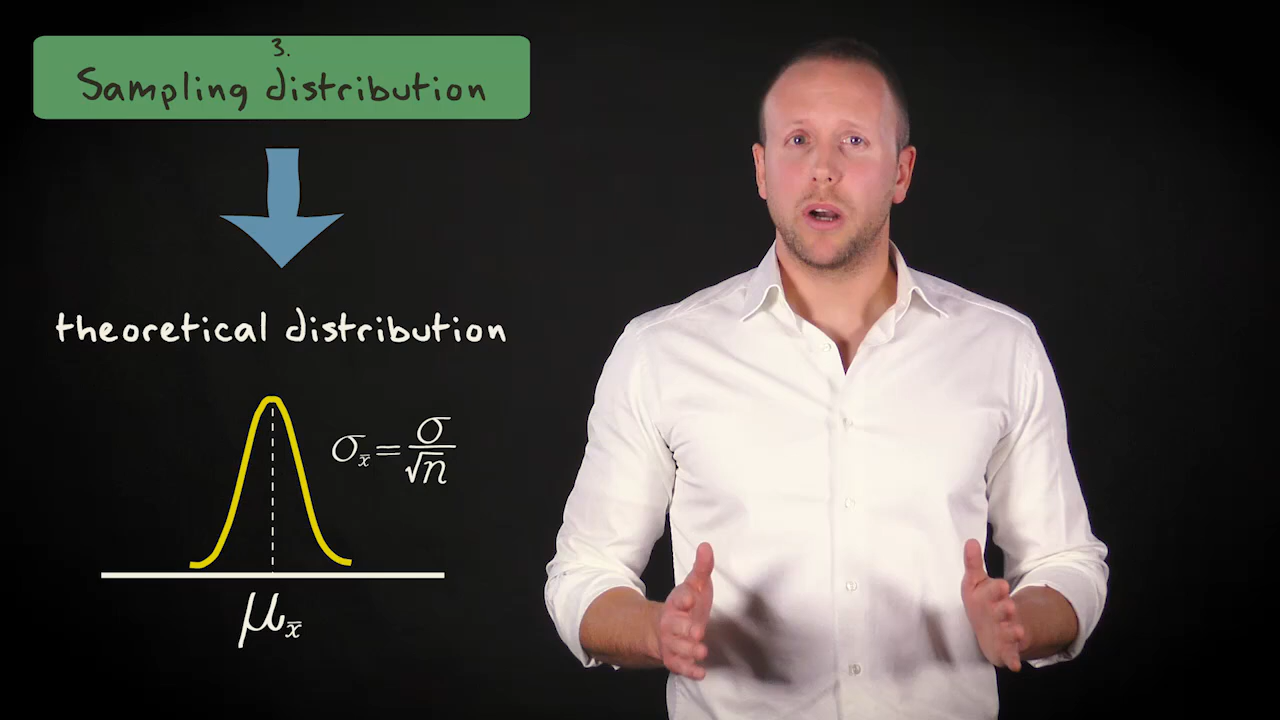 3.
Sampling distribution
theoretical distribution
σx̄ = σ/√n
μx̄